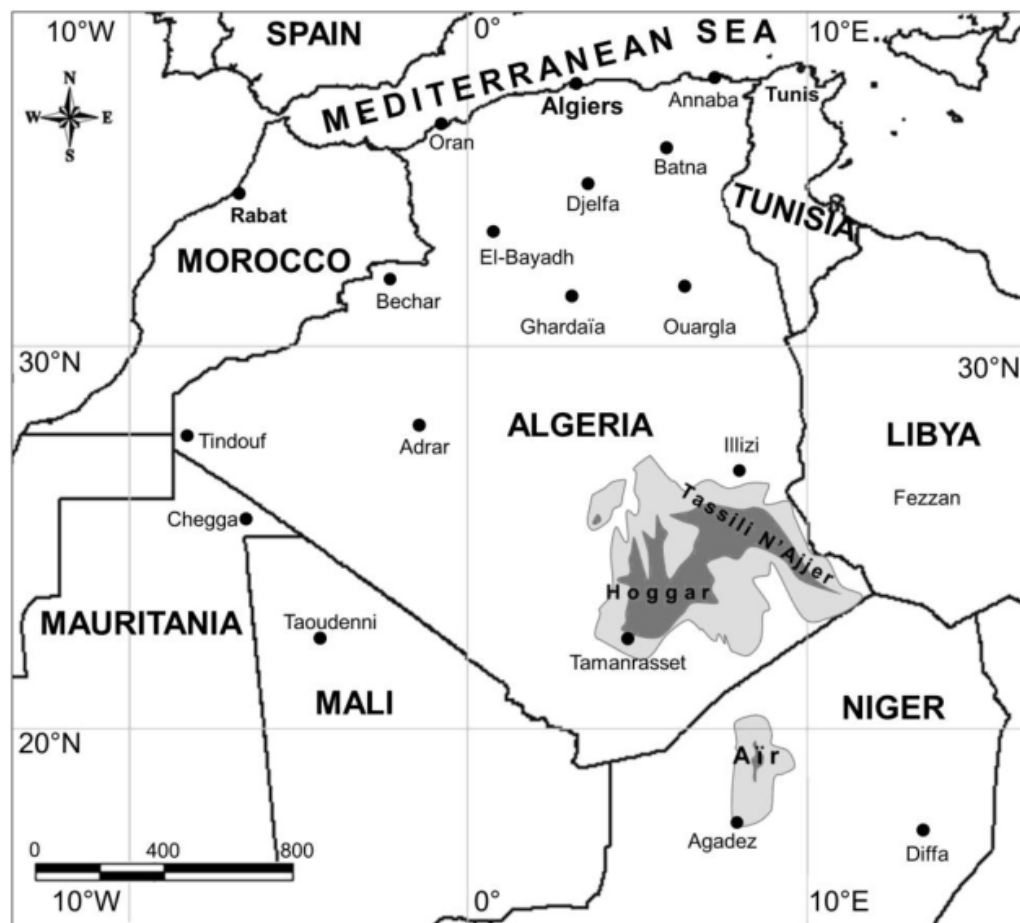 10°W
SPAIN
0°
MEDITERRANEAN SEA
10°E
N
W E
S
Algiers
Annaba
Tunis
Oran
Batna
Djelfa
Rabat
TUNISIA
MOROCCO
El-Bayadh
Bechar
Ghardaïa
Ouargla
30°N
30°N
ALGERIA
Tindouf
Adrar
Illizi
LIBYA
Chegga
Tassili N'Ajjer
Fezzan
Hoggar
MAURITANIA
Taoudenni
Tamanrasset
MALI
NIGER
20°N
Aïr
Agadez
Diffa
0 400 800
10°W
0°
10°E